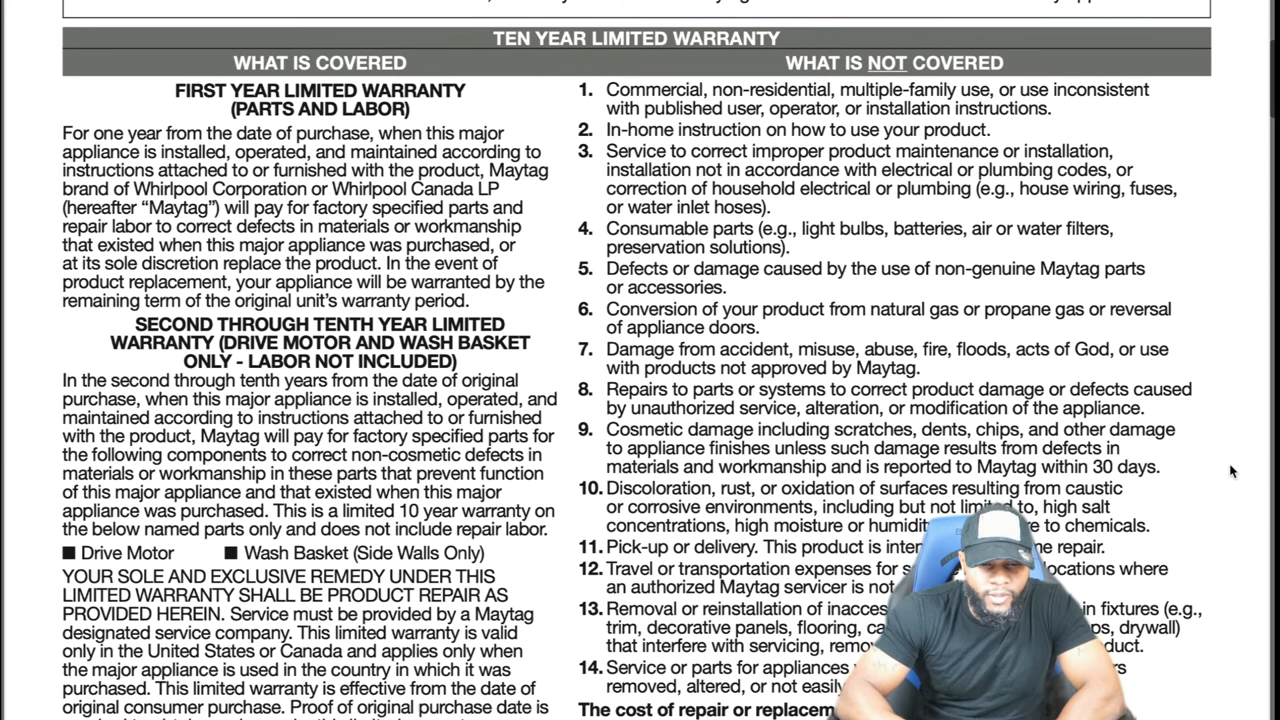 TEN YEAR LIMITED WARRANTY
WHAT IS COVERED
FIRST YEAR LIMITED WARRANTY
(PARTS AND LABOR)
For one year from the date of purchase, when this major
appliance is installed, operated, and maintained according to
instructions attached to or furnished with the product, Maytag
brand of Whirlpool Corporation or Whirlpool Canada LP
(hereafter “Maytag”) will pay for factory specified parts and
repair labor to correct defects in materials or workmanship
that existed when this major appliance was purchased, or
at its sole discretion replace the product. In the event of
product replacement, your appliance will be warranted by the
remaining term of the original unit’s warranty period.
SECOND THROUGH TENTH YEAR LIMITED
WARRANTY (DRIVE MOTOR AND WASH BASKET
ONLY - LABOR NOT INCLUDED)
In the second through tenth years from the date of original
purchase, when this major appliance is installed, operated, and
maintained according to instructions attached to or furnished
with the product, Maytag will pay for factory specified parts for
the following components to correct non-cosmetic defects in
materials or workmanship in these parts that prevent function
of this major appliance and that existed when this major
appliance was purchased. This is a limited 10 year warranty on
the below named parts only and does not include repair labor.
■ Drive Motor ■ Wash Basket (Side Walls Only)
YOUR SOLE AND EXCLUSIVE REMEDY UNDER THIS
LIMITED WARRANTY SHALL BE PRODUCT REPAIR AS
PROVIDED HEREIN. Service must be provided by a Maytag
designated service company. This limited warranty is valid
only in the United States or Canada and applies only when
the major appliance is used in the country in which it was
purchased. This limited warranty is effective from the date of
original consumer purchase. Proof of original purchase date is
WHAT IS NOT COVERED
1. Commercial, non-residential, multiple-family use, or use inconsistent
with published user, operator, or installation instructions.
2. In-home instruction on how to use your product.
3. Service to correct improper product maintenance or installation,
installation not in accordance with electrical or plumbing codes, or
correction of household electrical or plumbing (e.g., house wiring, fuses,
or water inlet hoses).
4. Consumable parts (e.g., light bulbs, batteries, air or water filters,
preservation solutions).
5. Defects or damage caused by the use of non-genuine Maytag parts
or accessories.
6. Conversion of your product from natural gas or propane gas or reversal
of appliance doors.
7. Damage from accident, misuse, abuse, fire, floods, acts of God, or use
with products not approved by Maytag.
8. Repairs to parts or systems to correct product damage or defects caused
by unauthorized service, alteration, or modification of the appliance.
9. Cosmetic damage including scratches, dents, chips, and other damage
to appliance finishes unless such damage results from defects in
materials and workmanship and is reported to Maytag within 30 days.
10. Discoloration, rust, or oxidation of surfaces resulting from caustic
or corrosive environments, including but not limited to, high salt
concentrations, high moisture or to chemicals.
11. Pick-up or delivery. This product is repair.
12. Travel or transportation expenses for locations where
an authorized Maytag servicer is not
13. Removal or reinstallation of in fixtures (e.g.,
trim, decorative panels, flooring, drywall)
that interfere with servicing,
14. Service or parts for appliances
removed, altered, or not easily
The cost of repair or